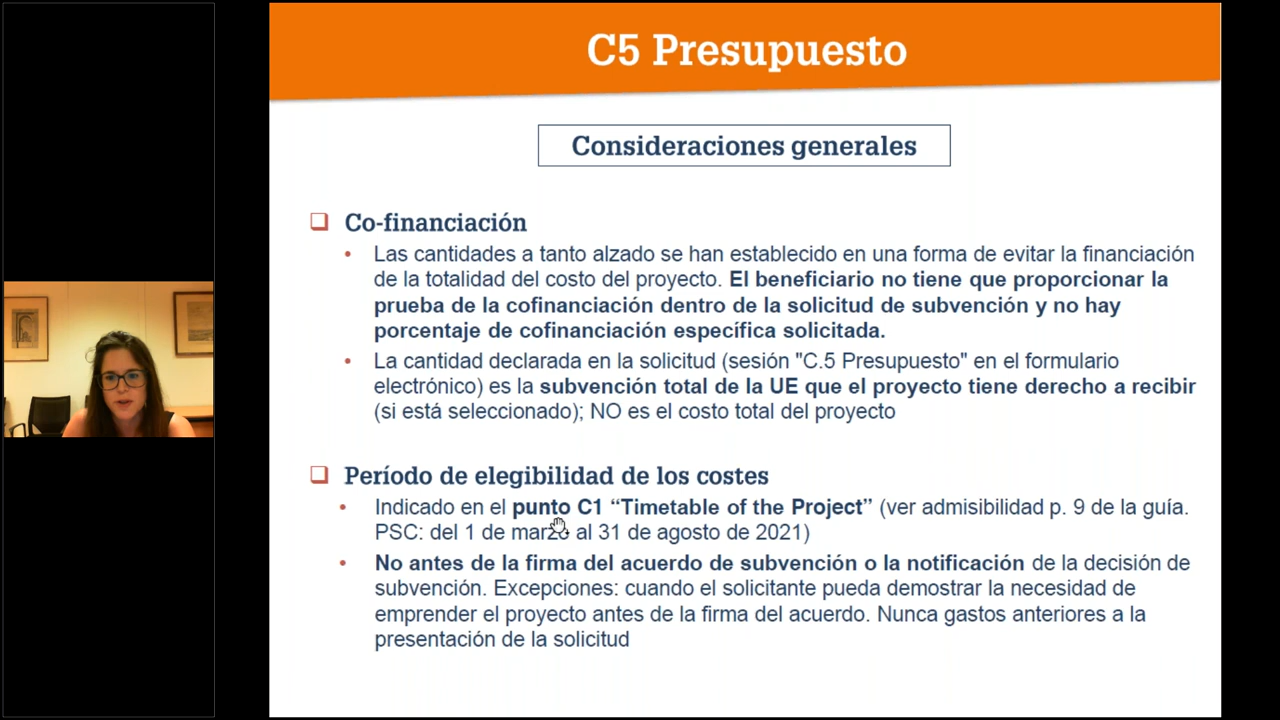 C5 Presupuesto
Consideraciones generales
Co-financiación
Las cantidades a tanto alzado se han establecido en una forma de evitar la financiación
de la totalidad del costo del proyecto. El beneficiario no tiene que proporcionar la
prueba de la cofinanciación dentro de la solicitud de subvención y no hay
porcentaje de cofinanciación específica solicitada.
La cantidad declarada en la solicitud (sesión "C.5 Presupuesto" en el formulario
electrónico) es la subvención total de la UE que el proyecto tiene derecho a recibir
(si está seleccionado); NO es el costo total del proyecto
Período de elegibilidad de los costes
Indicado en el punto C1 “Timetable of the Project” (ver admisibilidad p. 9 de la guía.
PSC: del 1 de marzo al 31 de agosto de 2021)
No antes de la firma del acuerdo de subvención o la notificación de la decisión de
subvención. Excepciones: cuando el solicitante pueda demostrar la necesidad de
emprender el proyecto antes de la firma del acuerdo. Nunca gastos anteriores a la
presentación de la solicitud